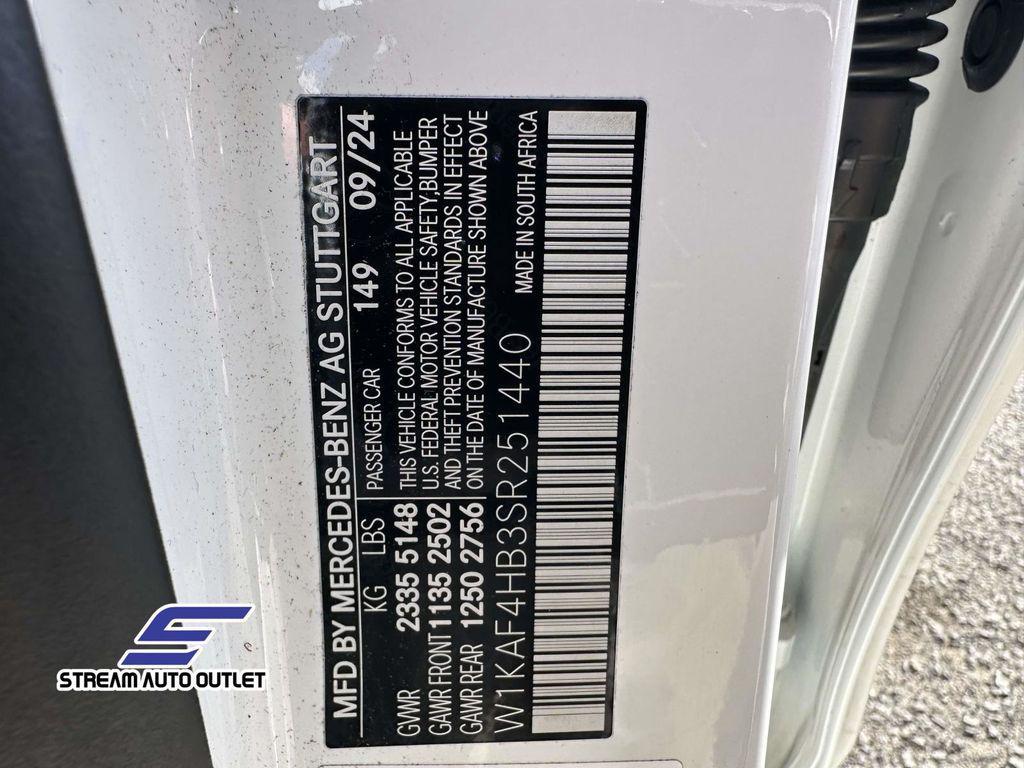 MFD BY MERCEDES-BENZ AG STUTTGART
KG LBS
149 09/24
GVWR 2335 5148
GAWR FRONT 1135 2502
GAWR REAR 1250 2756
PASSENGER CAR
THIS VEHICLE CONFORMS TO ALL APPLICABLE
U.S. FEDERAL MOTOR VEHICLE SAFETY,BUMPER
AND THEFT PREVENTION STANDARDS IN EFFECT
ON THE DATE OF MANUFACTURE SHOWN ABOVE
W1KAF4HB3SR251440
MADE IN SOUTH AFRICA
STREAM AUTO OUTLET